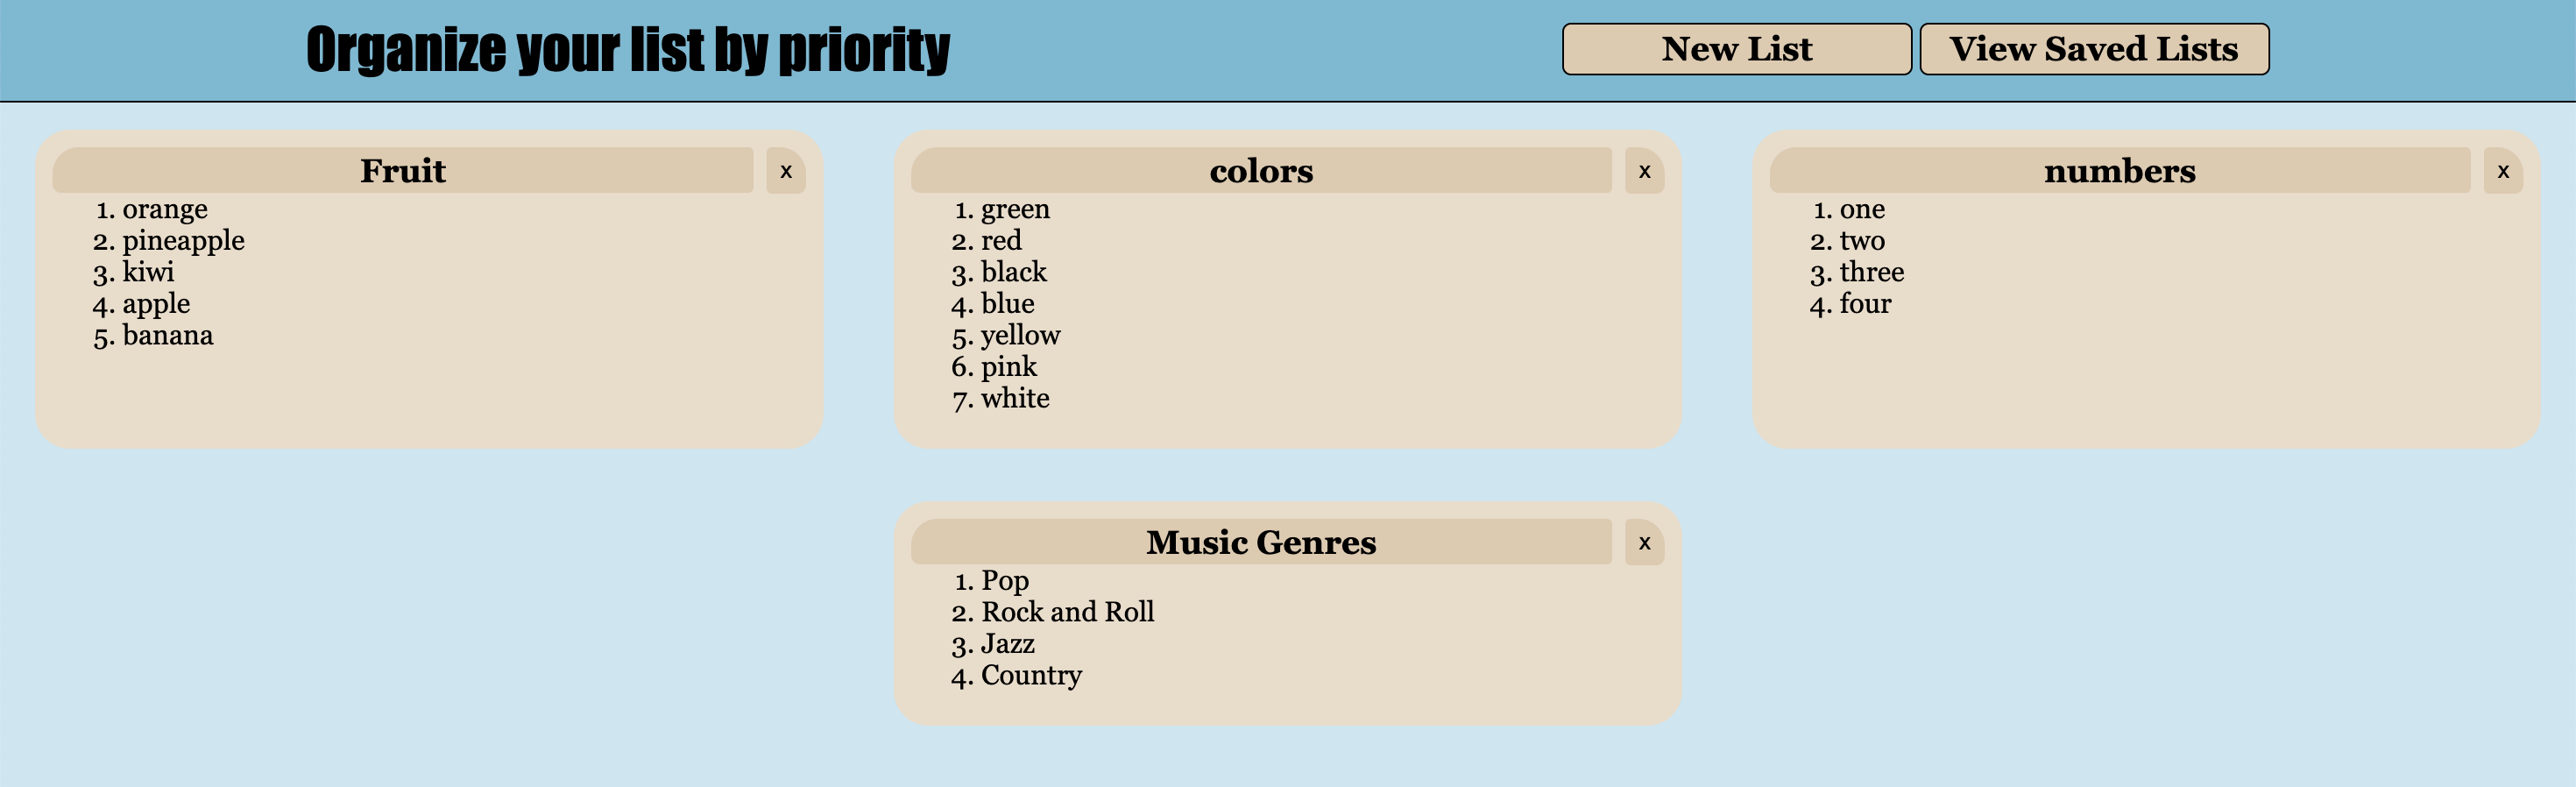 Organize your list by priority
New List
View Saved Lists
Fruit
x
1. orange
2. pineapple
3. kiwi
4. apple
5. banana
colors
x
1. green
2. red
3. black
4. blue
5. yellow
6. pink
7. white
numbers
x
1. one
2. two
3. three
4. four
Music Genres
x
1. Pop
2. Rock and Roll
3. Jazz
4. Country